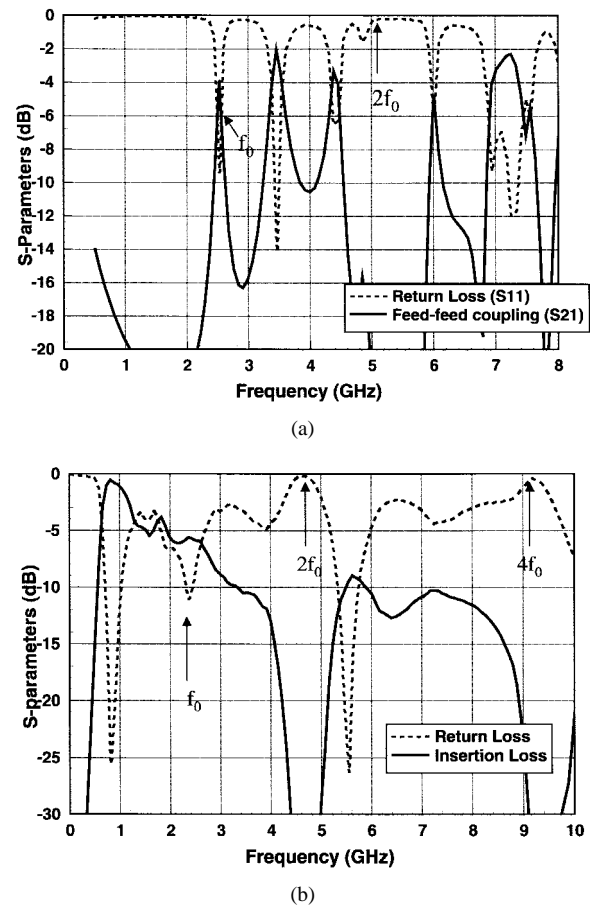 0
-2
-4
-6
-8
-10
-12
-14
-16
-18
-20
S-Parameters (dB)
f0
2f0
Return Loss (S11)
Feed-feed coupling (S21)
0 1 2 3 4 5 6 7 8
Frequency (GHz)
(a)
0
-5
-10
-15
-20
-25
-30
S-parameters (dB)
f0
2f0
4f0
Return Loss
Insertion Loss
0 1 2 3 4 5 6 7 8 9 10
Frequency (GHz)
(b)